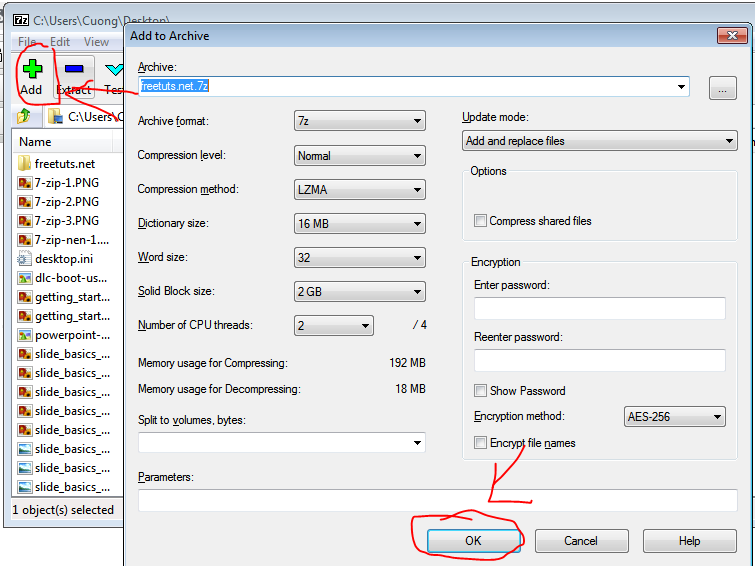 C:\Users\Cuong\Desktop\
File Edit View
Add Extract Test
C:\Users\C
Name
freetuts.net
7-zip-1.PNG
7-zip-2.PNG
7-zip-3.PNG
7-zip-nen-1....
desktop.ini
dlc-boot-us...
getting_start...
getting_start...
powerpoint-...
slide_basics_...
slide_basics_...
slide_basics_...
slide_basics_...
slide_basics_...
slide_basics_...
slide_basics_...
slide_basics_...
1 object(s) selected
Add to Archive
Archive:
freetuts.net.7z
...
Archive format: 7z
Compression level: Normal
Compression method: LZMA
Dictionary size: 16 MB
Word size: 32
Solid Block size: 2 GB
Number of CPU threads: 2 / 4
Memory usage for Compressing: 192 MB
Memory usage for Decompressing: 18 MB
Split to volumes, bytes:
Parameters:
Update mode:
Add and replace files
Options
Compress shared files
Encryption
Enter password:
Reenter password:
Show Password
Encryption method: AES-256
Encrypt file names
OK Cancel Help